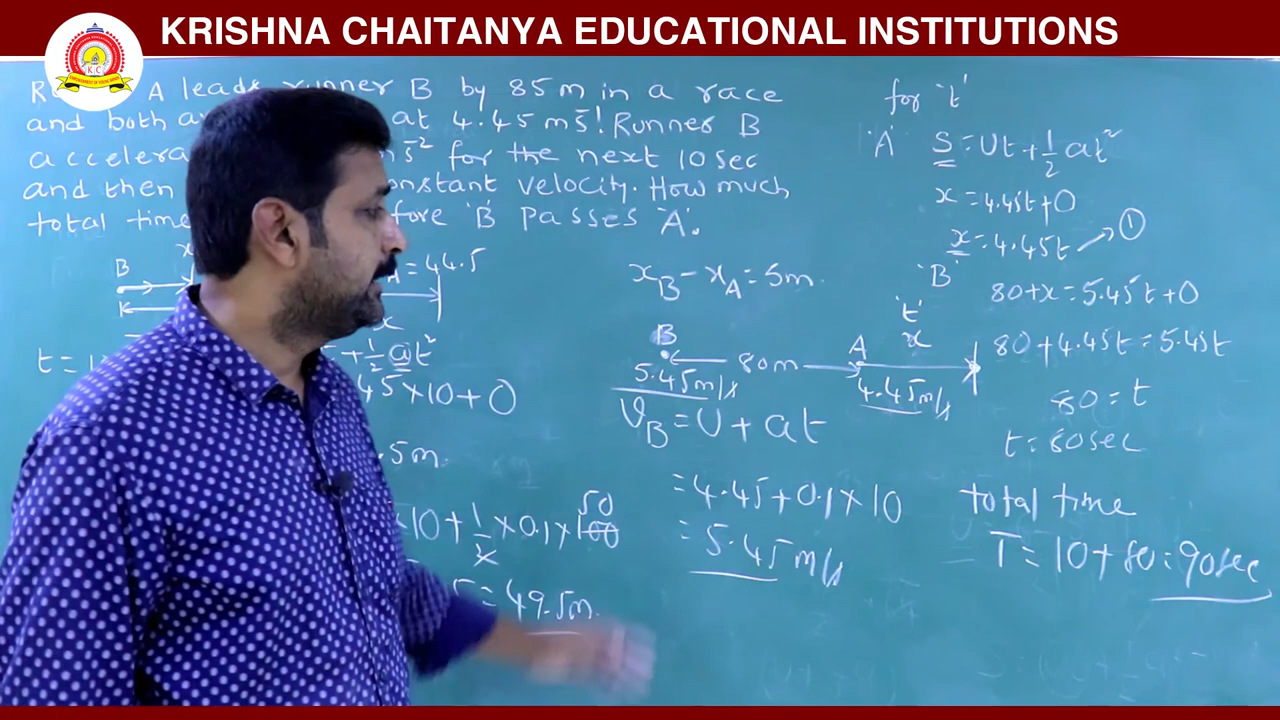 KRISHNA CHAITANYA EDUCATIONAL INSTITUTIONS
K.C
A leads runner B by 85 m in a race
and both at 4.45 ms⁻¹. Runner B
ms⁻² for the next 10 sec
and then constant velocity. How much
total time 'B' passes 'A'.
B
= 44.5
x
t =
+ 1/2 at²
45 × 10 + 0
.5m
× 10 + 1/2 × 0.1 × 100
50
= 49.5m
x_B - x_A = 5m
B 80m A
't' x
5.45 m/s 4.45 m/s
V_B = U + at
= 4.45 + 0.1 × 10
= 5.45 m/s
for 't'
'A' S = Ut + 1/2 at²
x = 4.45t + 0
x = 4.45t → ①
'B'
80 + x = 5.45t + 0
80 + 4.45t = 5.45t
80 = t
t = 80 sec
total time
T = 10 + 80 = 90 sec